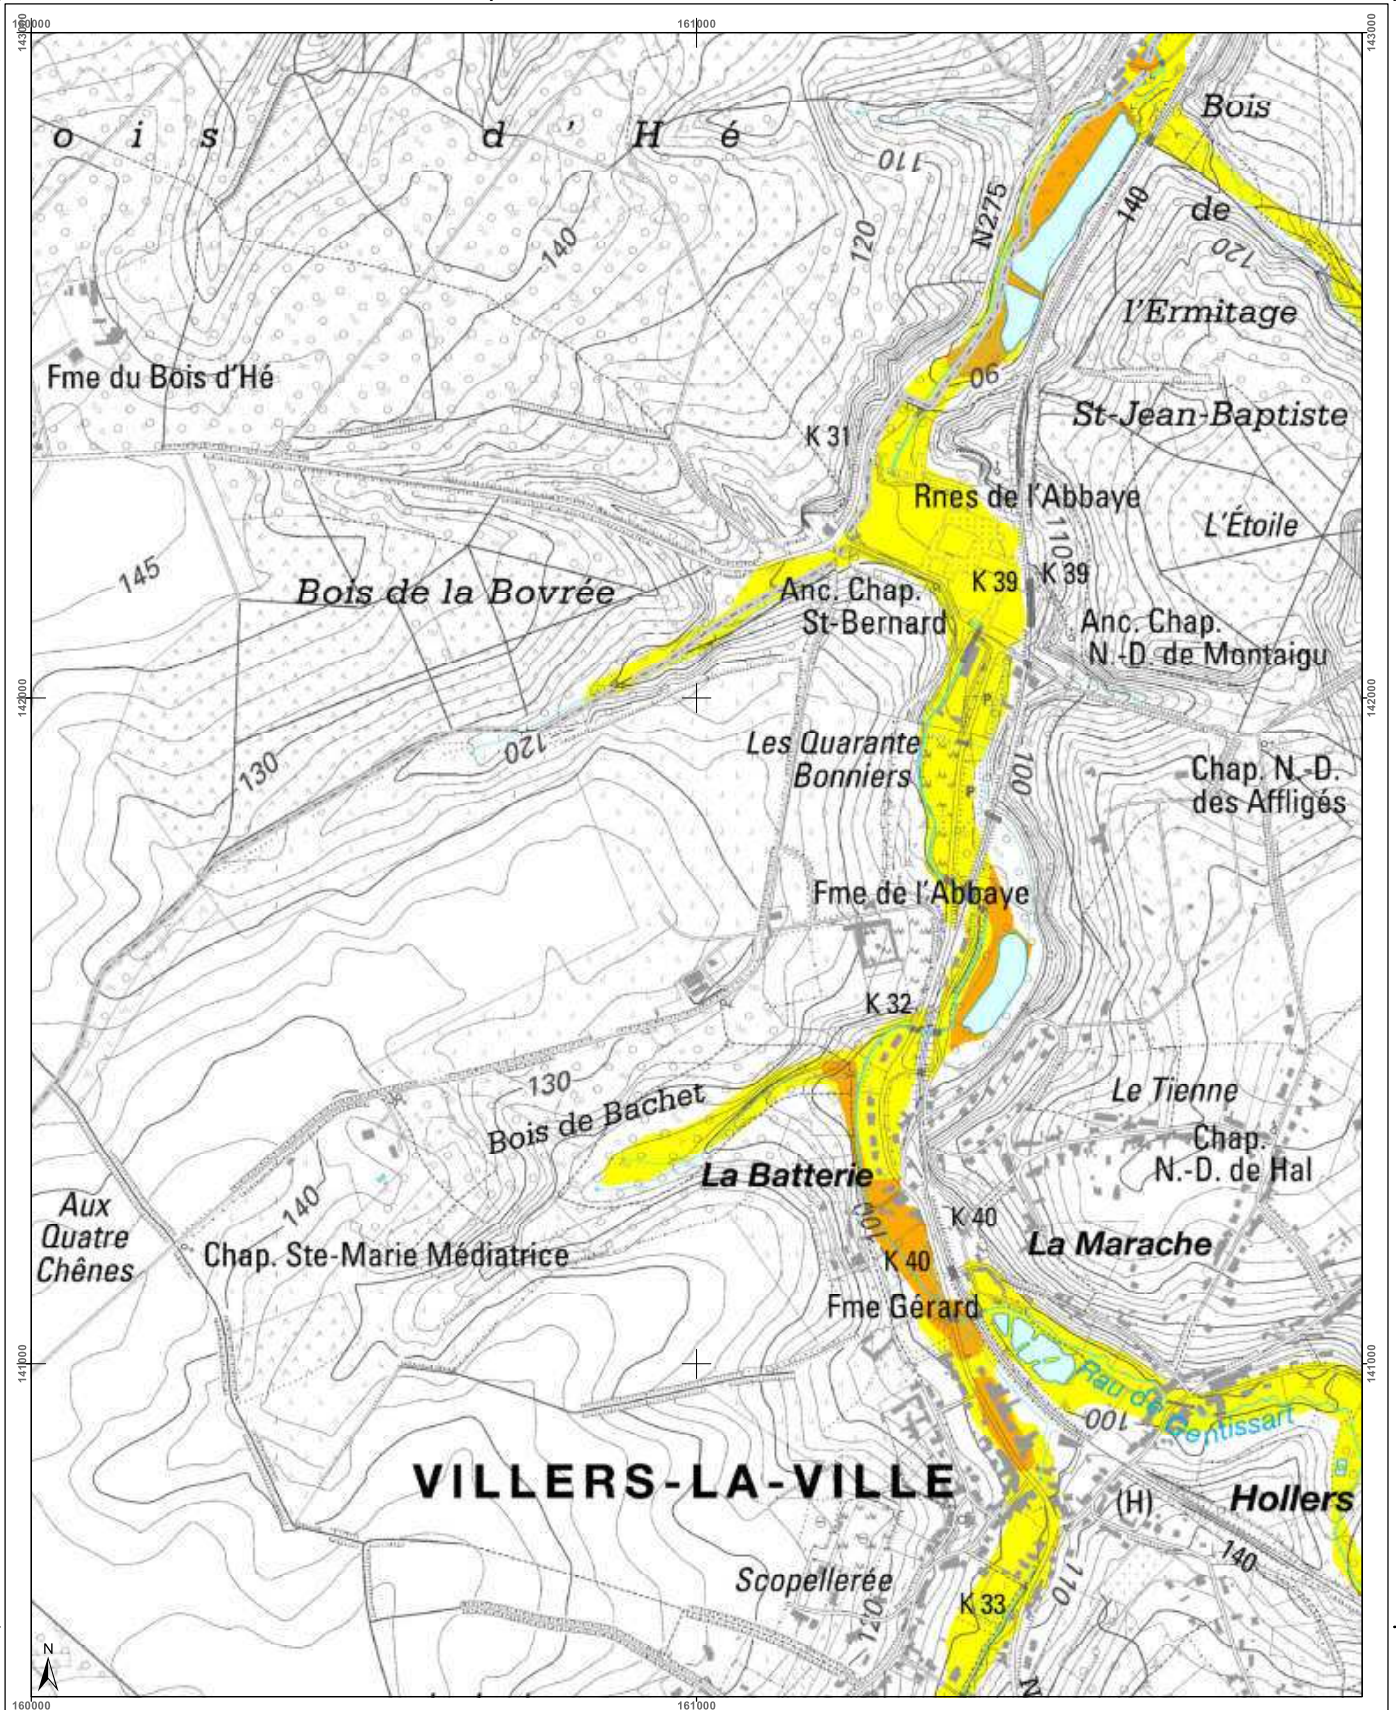 160000
161000
143000
143000
Bois
ois d'Hé
110
N275
140
de
120
140
120
l'Ermitage
Fme du Bois d'Hé
90
St-Jean-Baptiste
K 31
Rnes de l'Abbaye
L'Étoile
110
145
Bois de la Bovrée
Anc. Chap.
St-Bernard
K 39
K 39
Anc. Chap.
N.-D. de Montaigu
142000
142000
P
120
130
Les Quarante
Bonniers
100
P
Chap. N.-D.
des Affligés
Fme de l'Abbaye
K 32
130
Bois de Bachet
Le Tienne
Chap.
N.-D. de Hal
La Batterie
140
Aux
Quatre
Chênes
100
K 40
La Marache
Chap. Ste-Marie Médiatrice
K 40
Fme Gérard
141000
141000
Rau de Gentissart
100
VILLERS-LA-VILLE
(H)
Hollers
140
Scopellerée
110
K 33
120
N
N
160000
161000